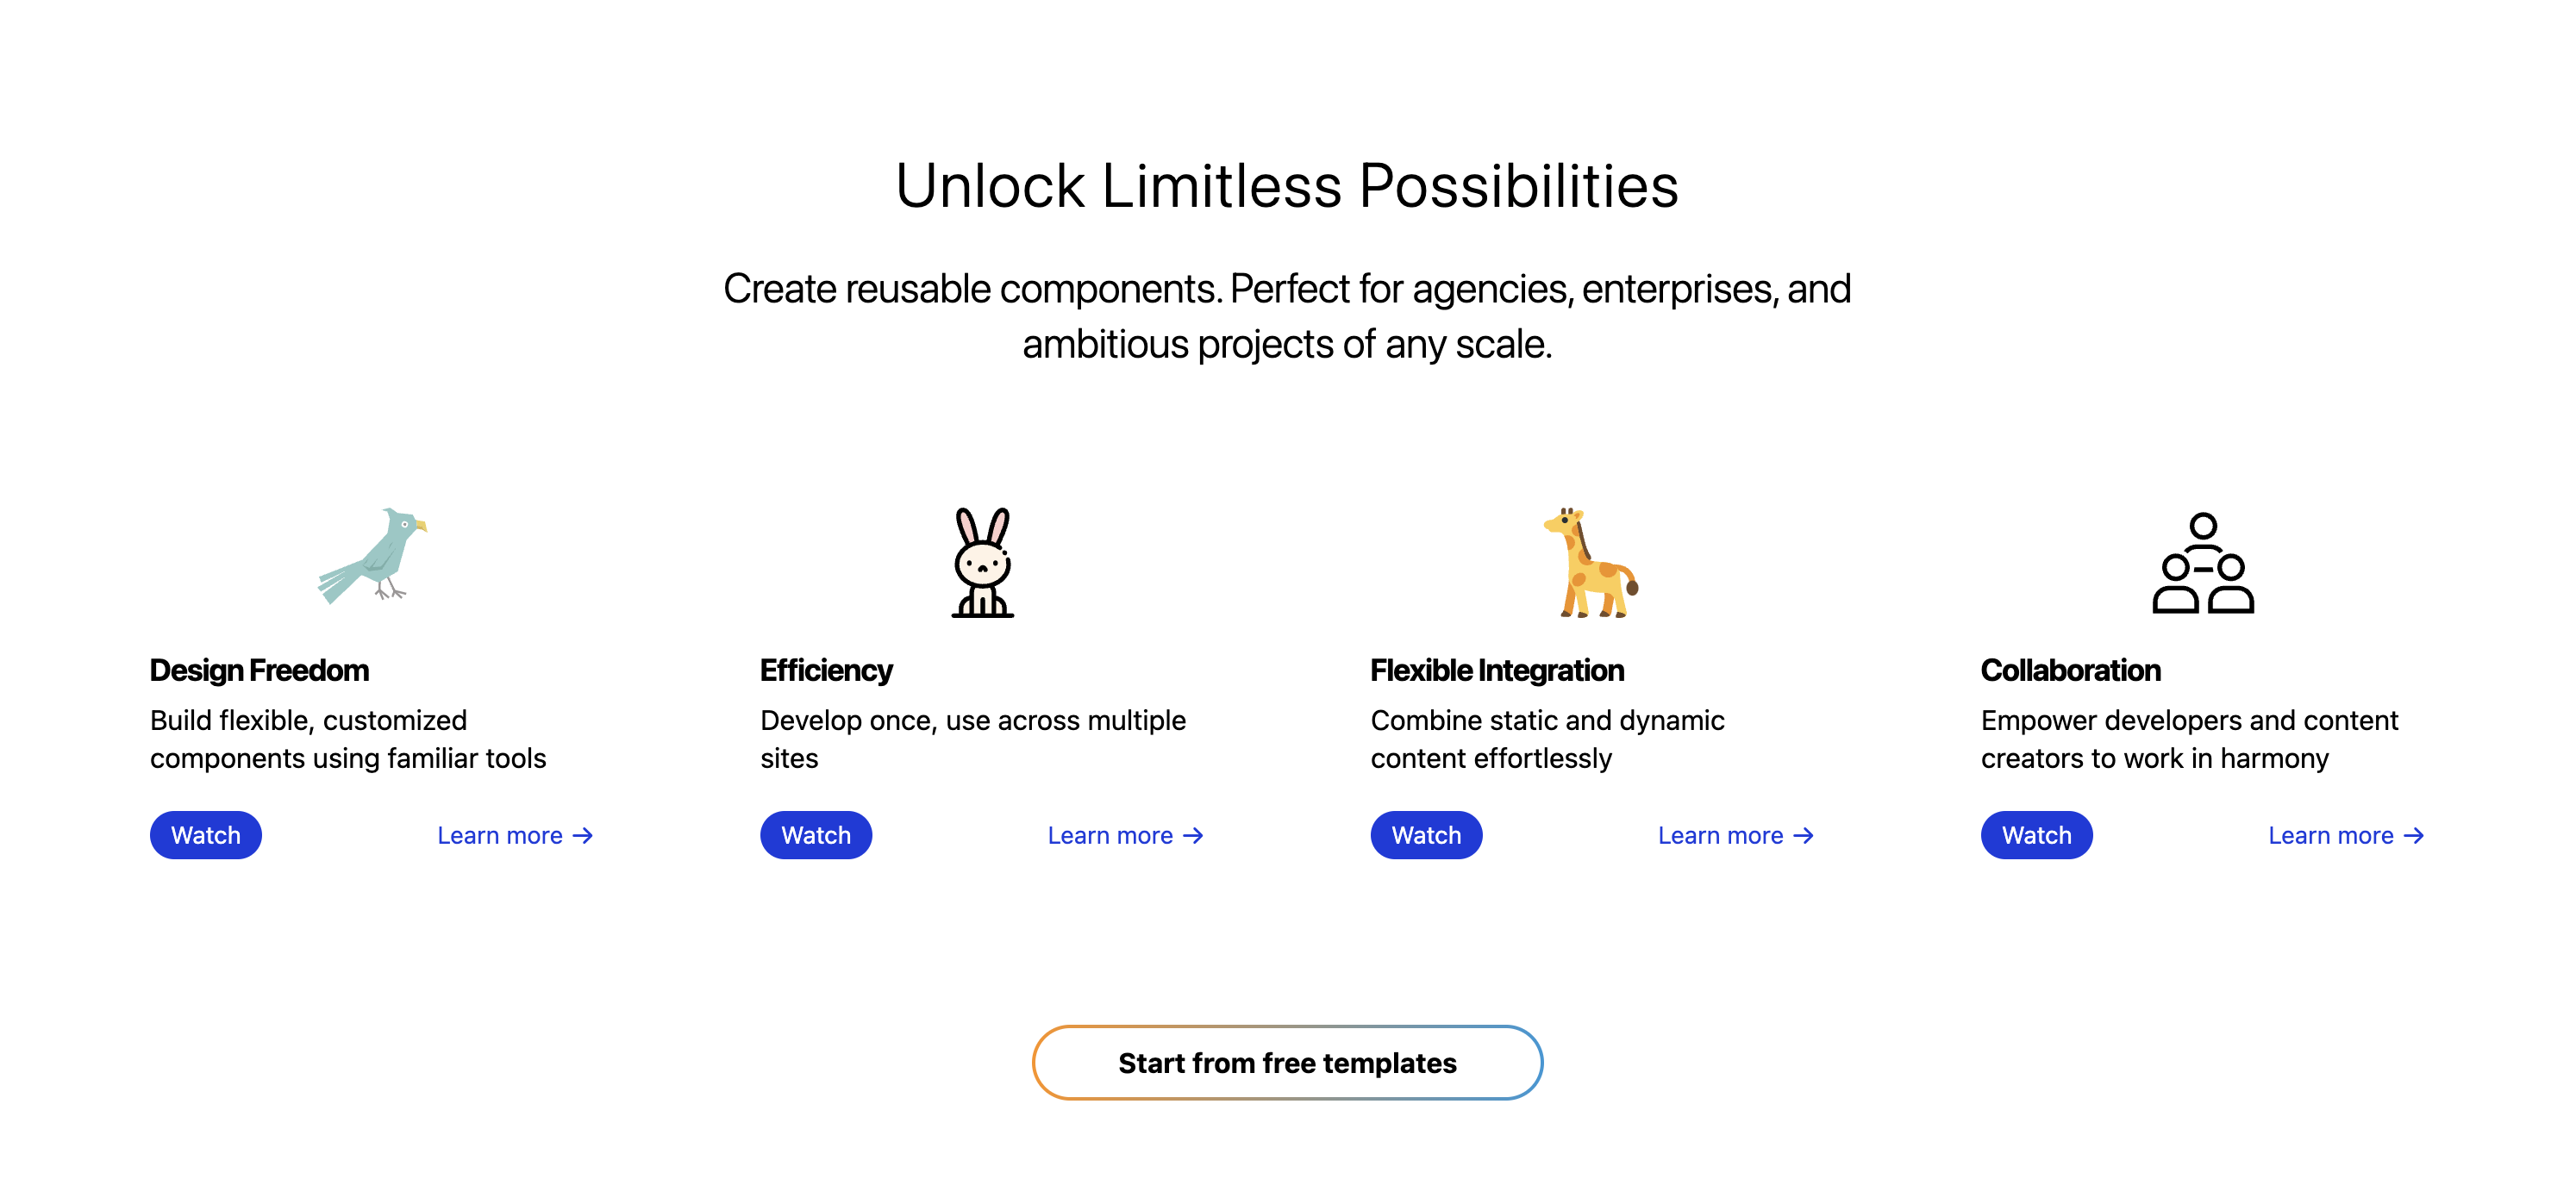 Unlock Limitless Possibilities
Create reusable components. Perfect for agencies, enterprises, and
ambitious projects of any scale.
Design Freedom
Build flexible, customized
components using familiar tools
Watch
Learn more →
Efficiency
Develop once, use across multiple
sites
Watch
Learn more →
Flexible Integration
Combine static and dynamic
content effortlessly
Watch
Learn more →
Collaboration
Empower developers and content
creators to work in harmony
Watch
Learn more →
Start from free templates